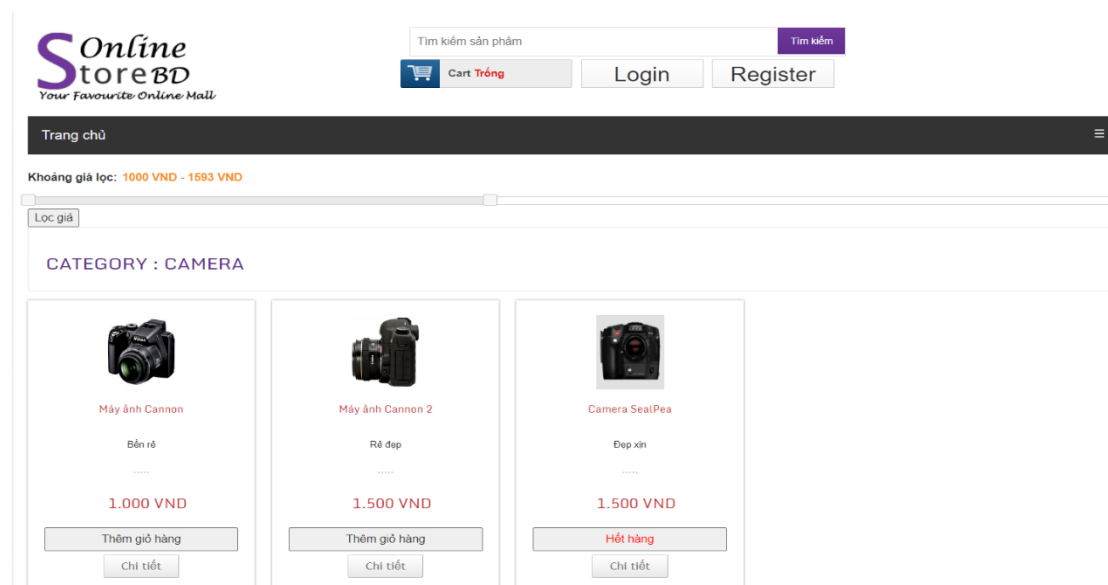 Online
StoreBD
Your Favourite Online Mall
Tìm kiếm sản phẩm
Tìm kiếm
Cart Trống
Login
Register
Trang chủ
Khoảng giá lọc: 1000 VND - 1593 VND
Lọc giá
CATEGORY : CAMERA
Máy ảnh Cannon
Máy ảnh Cannon 2
Camera SealPea
Bền rẻ
Rẻ đẹp
Đẹp xịn
.....
.....
.....
1.000 VND
1.500 VND
1.500 VND
Thêm giỏ hàng
Thêm giỏ hàng
Hết hàng
Chi tiết
Chi tiết
Chi tiết